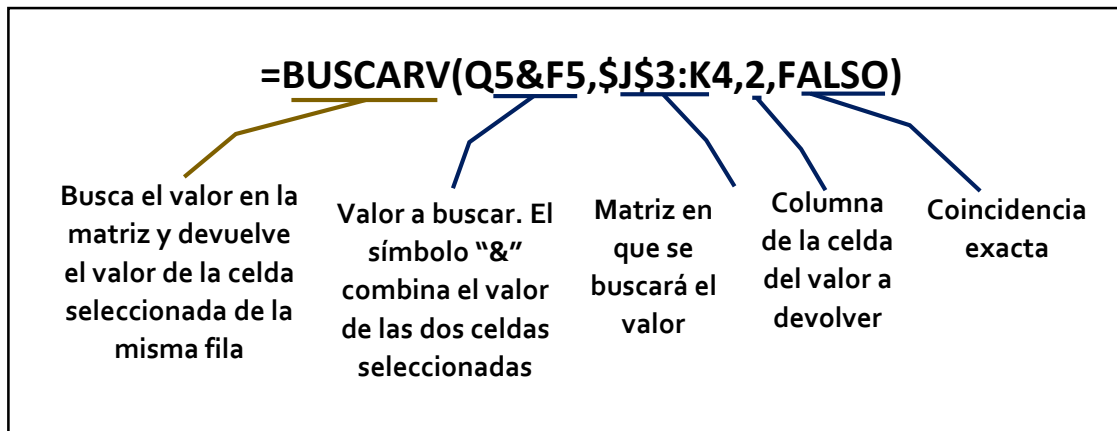 =BUSCARV(Q5&F5,$J$3:K4,2,FALSO)
Busca el valor en la
matriz y devuelve
el valor de la celda
seleccionada de la
misma fila
Valor a buscar. El
símbolo “&”
combina el valor
de las dos celdas
seleccionadas
Matriz en
que se
buscará el
valor
Columna
de la celda
del valor a
devolver
Coincidencia
exacta